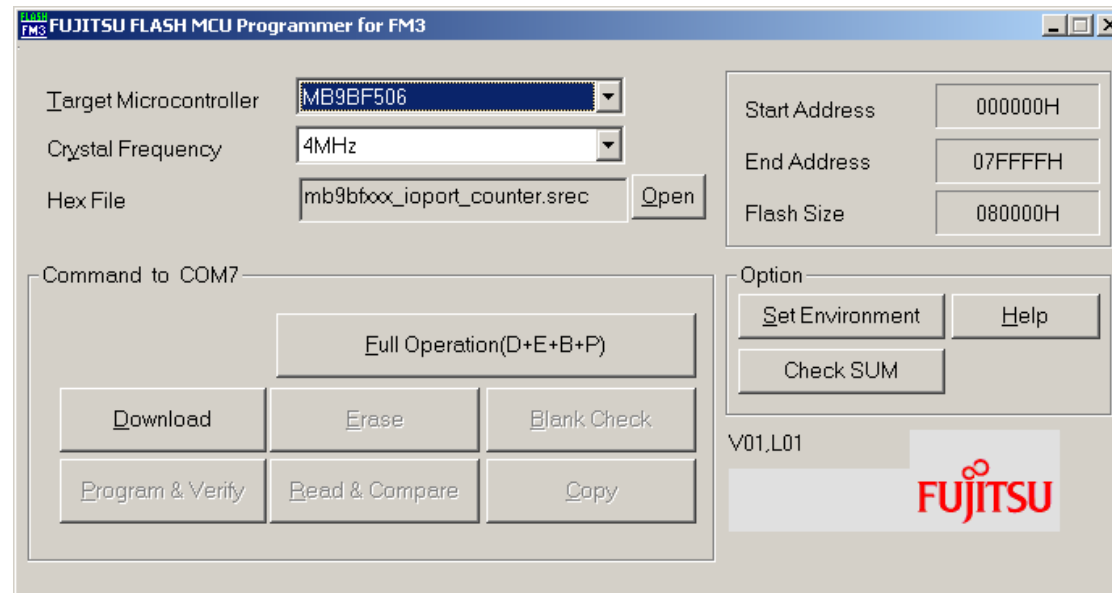 FLASH
FM3
FUJITSU FLASH MCU Programmer for FM3
Target Microcontroller
MB9BF506
Crystal Frequency
4MHz
Hex File
mb9bfxxx_ioport_counter.srec
Open
Start Address
000000H
End Address
07FFFFH
Flash Size
080000H
Command to COM7
Full Operation(D+E+B+P)
Download
Erase
Blank Check
Program & Verify
Read & Compare
Copy
Option
Set Environment
Help
Check SUM
V01,L01
FUJITSU